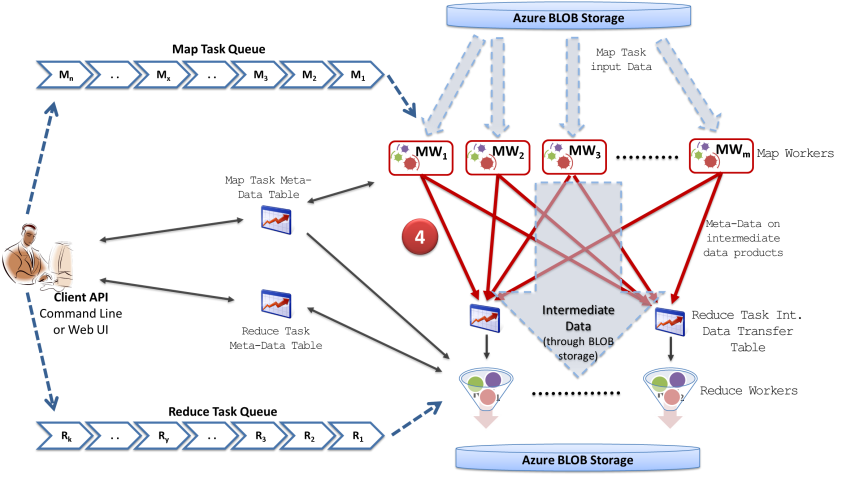 Azure BLOB Storage
Map Task Queue
Map Task
input Data
Mn
. .
Mx
. .
M3
M2
M1
MW1
MW2
MW3
MWm
Map Workers
Map Task Meta-
Data Table
4
Meta-Data on
intermediate
data products
Client API
Command Line
or Web UI
Reduce Task
Meta-Data Table
Intermediate
Data
(through BLOB
storage)
Reduce Task Int.
Data Transfer
Table
Reduce Workers
Reduce Task Queue
Rk
. .
Ry
. .
R3
R2
R1
Azure BLOB Storage